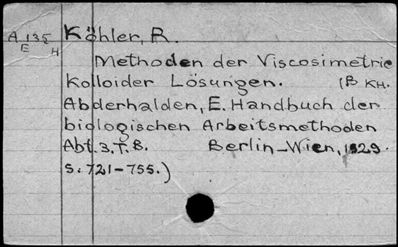 A 135 Köhler, R.
E H
Methoden der Viscosimetrie
Kolloider Lösungen. (B KH.
Abderhalden, E. Handbuch der
biologischen Arbeitsmethoden
Abt. 3. T. B. Berlin-Wien, 1929
S. 721-755.)